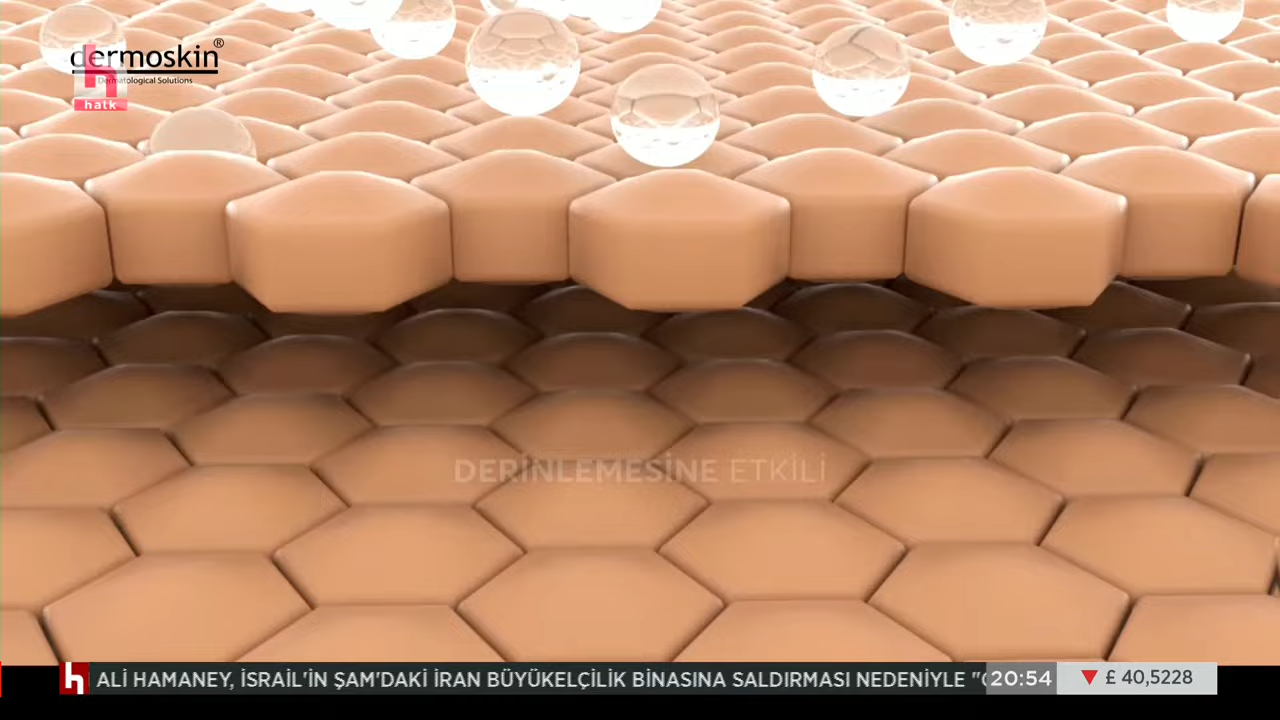 dermoskin®
Dermatological Solutions
h
halk
DERİNLEMESİNE ETKİLİ
h ALİ HAMANEY, İSRAİL'İN ŞAM'DAKİ İRAN BÜYÜKELÇİLİK BİNASINA SALDIRMASI NEDENİYLE " 20:54 ▼ £ 40,5228